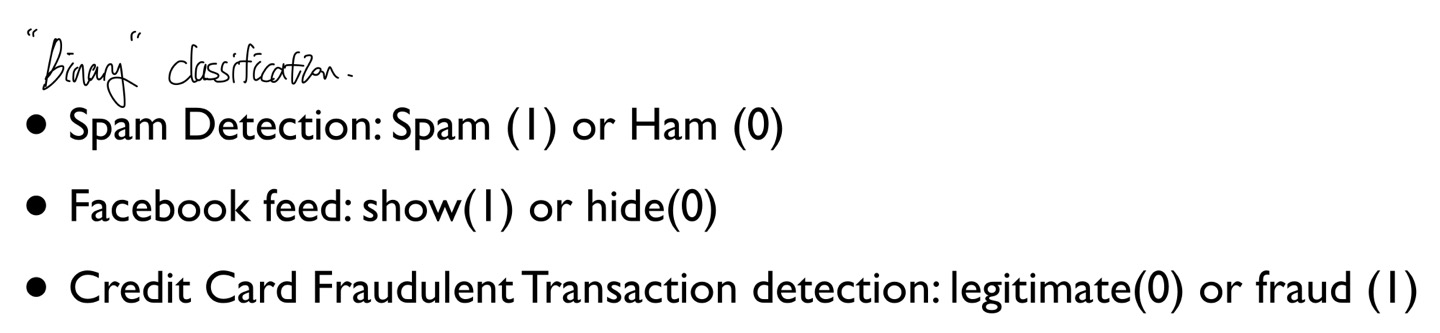 "Binary" classification.
• Spam Detection: Spam (1) or Ham (0)
• Facebook feed: show(1) or hide(0)
• Credit Card Fraudulent Transaction detection: legitimate(0) or fraud (1)